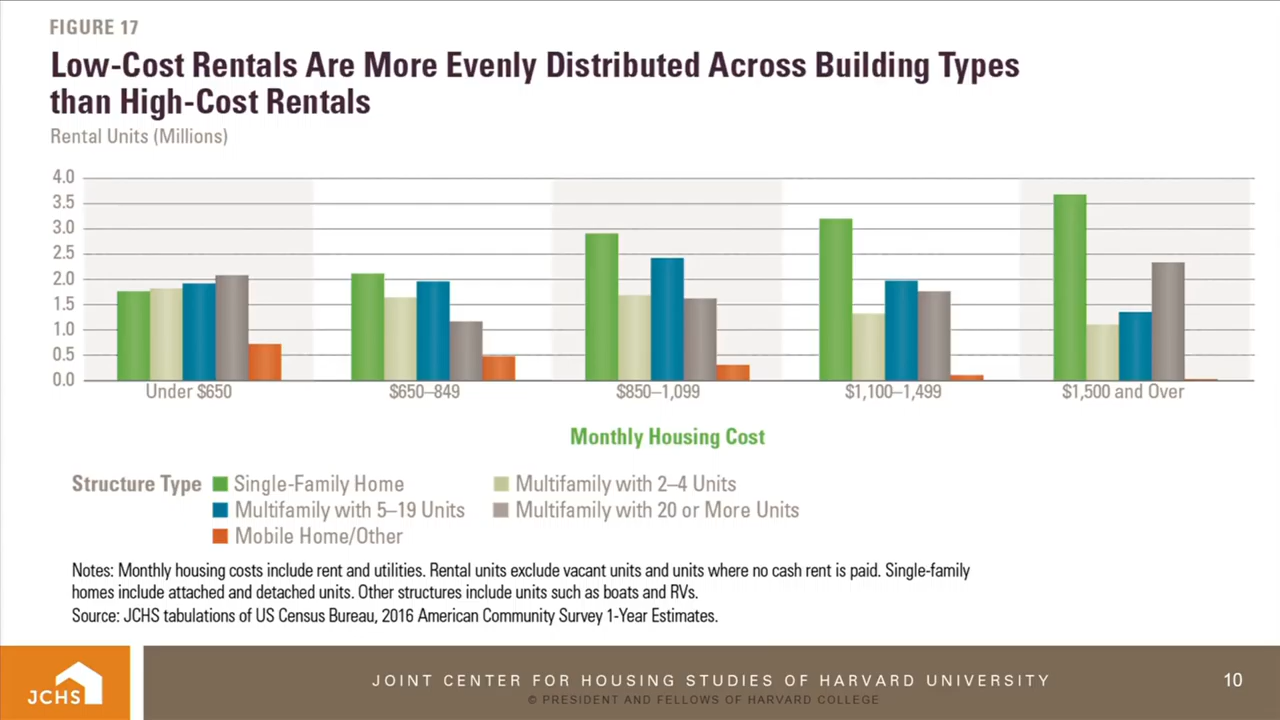 FIGURE 17
Low-Cost Rentals Are More Evenly Distributed Across Building Types
than High-Cost Rentals
Rental Units (Millions)
4.0
3.5
3.0
2.5
2.0
1.5
1.0
0.5
0.0
Under $650 $650–849 $850–1,099 $1,100–1,499 $1,500 and Over
Monthly Housing Cost
Structure Type Single-Family Home Multifamily with 2–4 Units
Multifamily with 5–19 Units Multifamily with 20 or More Units
Mobile Home/Other
Notes: Monthly housing costs include rent and utilities. Rental units exclude vacant units and units where no cash rent is paid. Single-family
homes include attached and detached units. Other structures include units such as boats and RVs.
Source: JCHS tabulations of US Census Bureau, 2016 American Community Survey 1-Year Estimates.
JCHS
JOINT CENTER FOR HOUSING STUDIES OF HARVARD UNIVERSITY 10
© PRESIDENT AND FELLOWS OF HARVARD COLLEGE